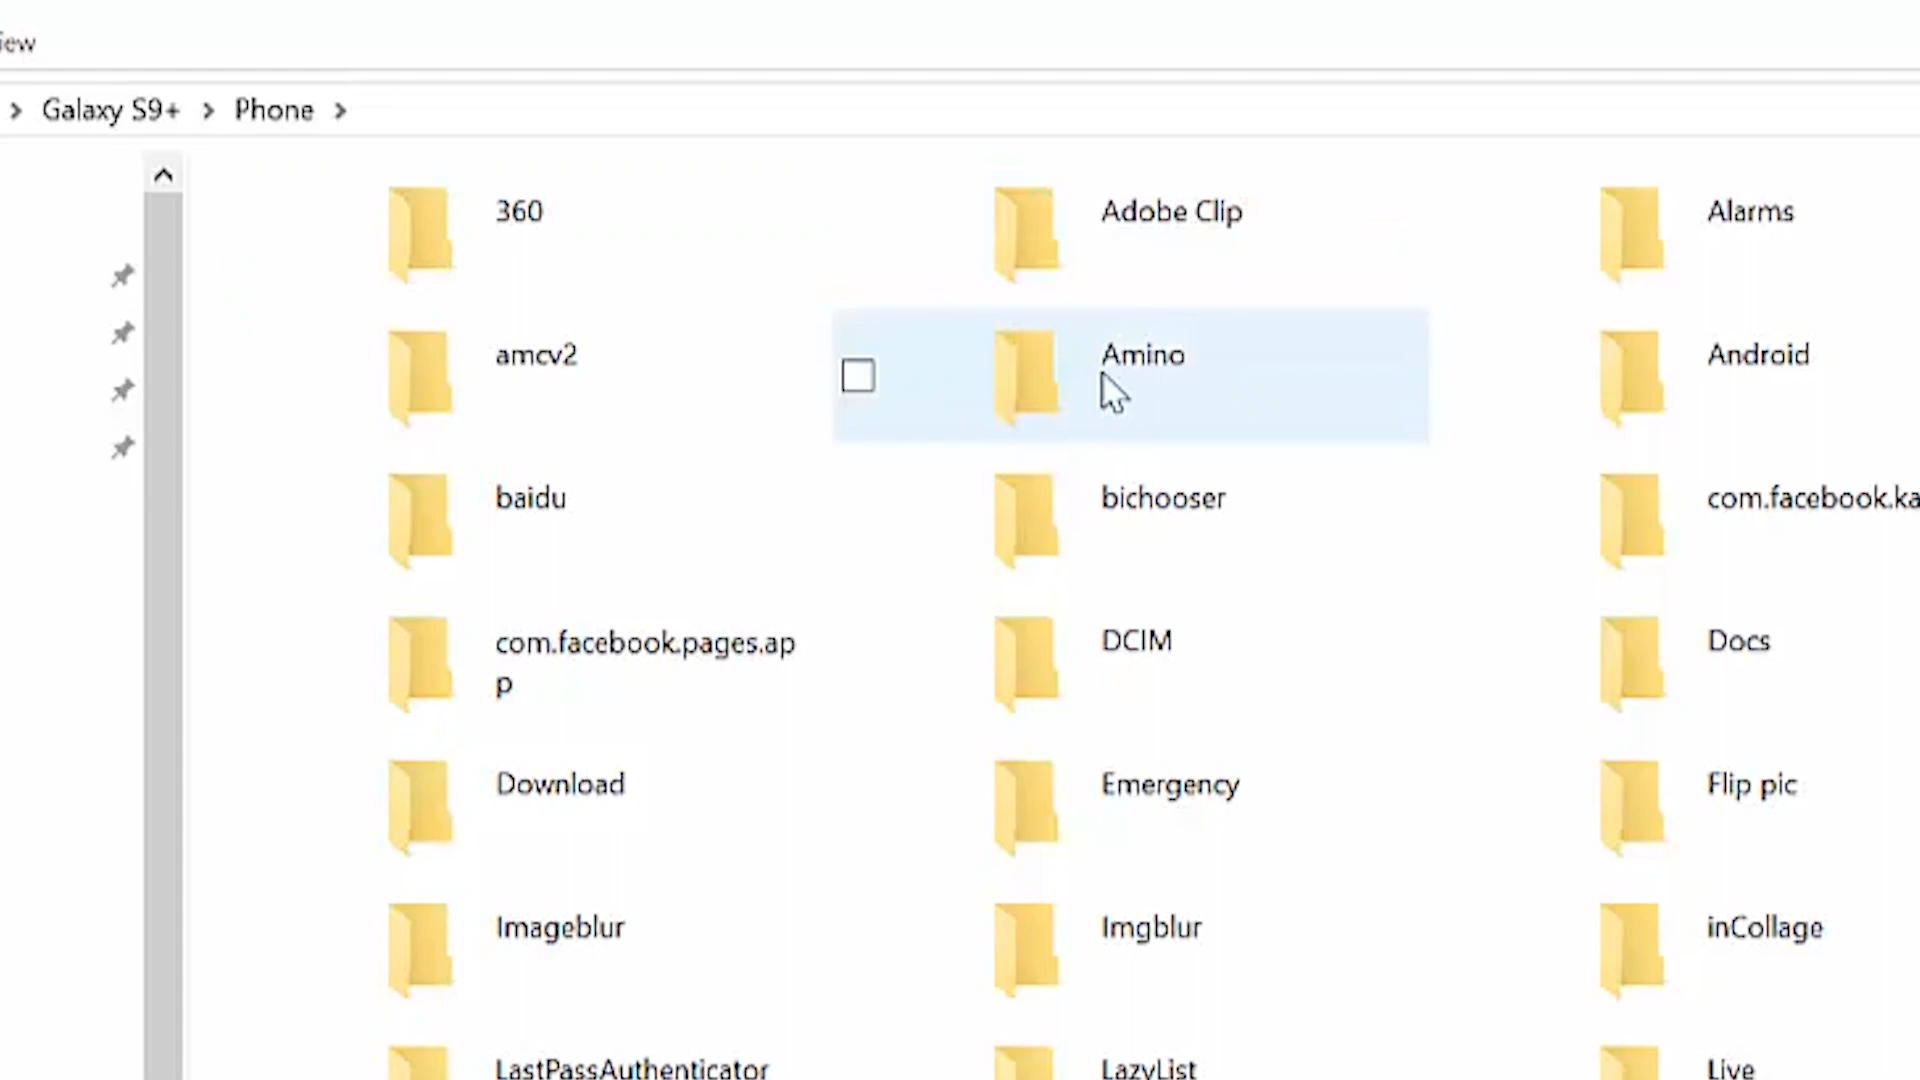 Galaxy S9+ > Phone >
360
Adobe Clip
Alarms
amcv2
Amino
Android
baidu
bichooser
com.facebook.ka
com.facebook.pages.ap
p
DCIM
Docs
Download
Emergency
Flip pic
Imageblur
Imgblur
inCollage
LastPassAuthenticator
LazyList
Live